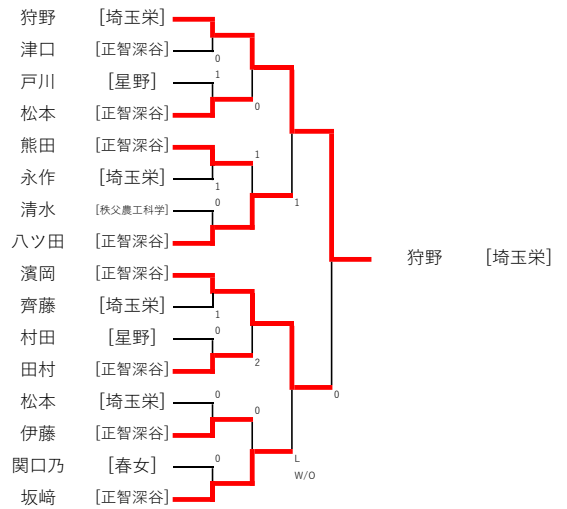 狩野 [埼玉栄]
津口 [正智深谷]
0
戸川 [星野]
1
松本 [正智深谷]
0
熊田 [正智深谷]
1
永作 [埼玉栄]
1
清水 [秩父農工科学]
0
1
八ツ田 [正智深谷]
狩野 [埼玉栄]
濱岡 [正智深谷]
齊藤 [埼玉栄]
1
村田 [星野]
0
田村 [正智深谷]
2
松本 [埼玉栄]
0
0
伊藤 [正智深谷]
0
関口乃 [春女]
0
L
W/O
坂﨑 [正智深谷]